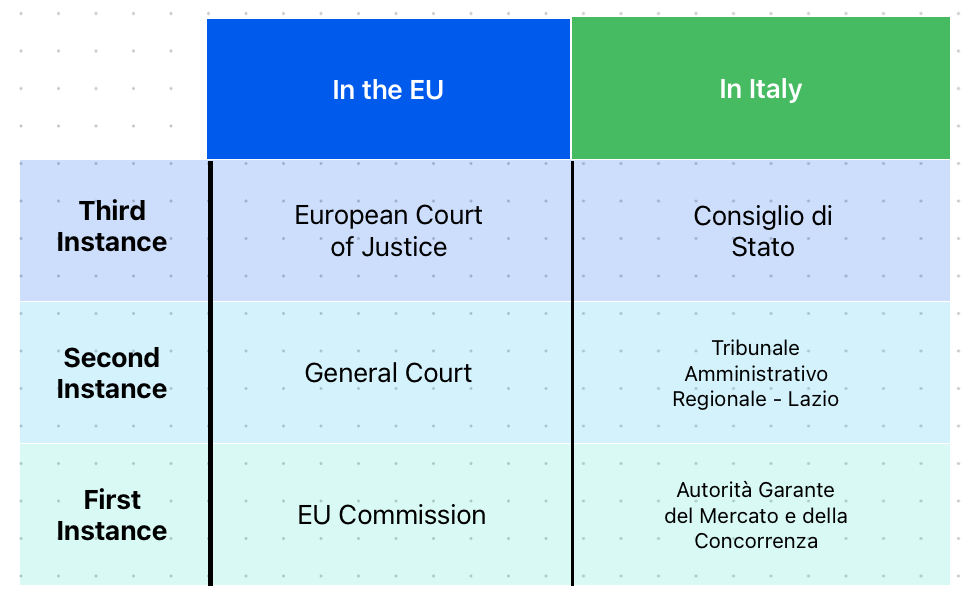 In the EU
In Italy
Third
Instance
European Court
of Justice
Consiglio di
Stato
Second
Instance
General Court
Tribunale
Amministrativo
Regionale - Lazio
First
Instance
EU Commission
Autorità Garante
del Mercato e della
Concorrenza